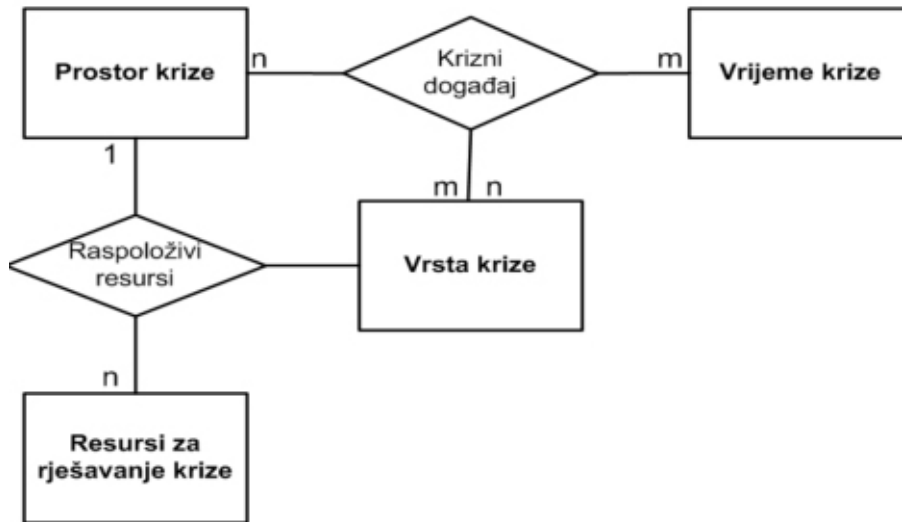 Prostor krize
n
Krizni
događaj
m
Vrijeme krize
1
m n
Raspoloživi
resursi
Vrsta krize
n
Resursi za
rješavanje krize